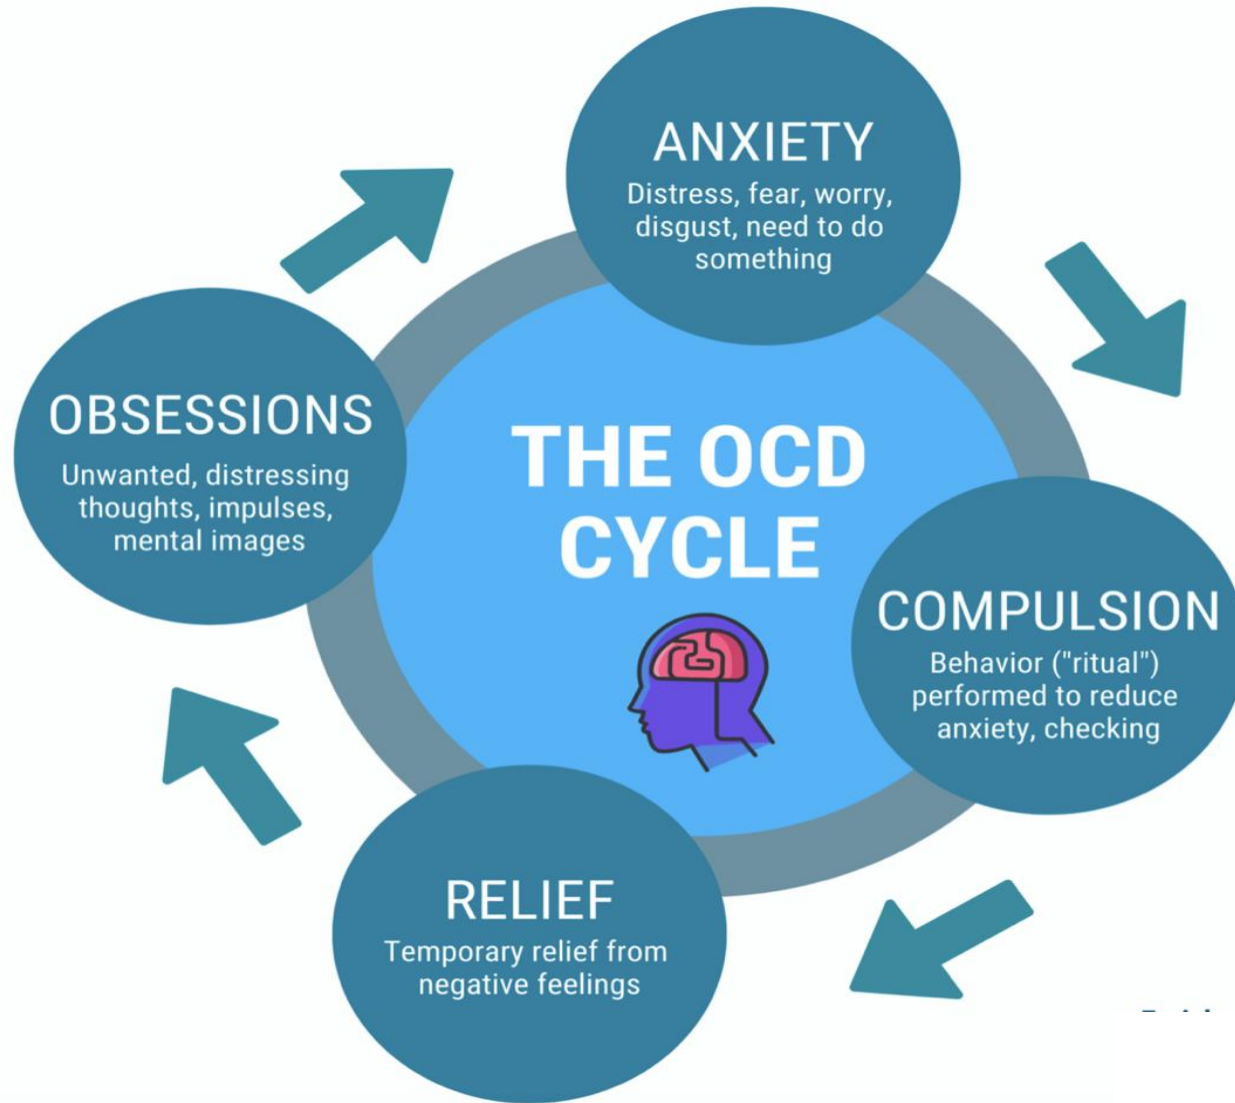 ANXIETY
Distress, fear, worry,
disgust, need to do
something
OBSESSIONS
Unwanted, distressing
thoughts, impulses,
mental images
THE OCD
CYCLE
COMPULSION
Behavior ("ritual")
performed to reduce
anxiety, checking
RELIEF
Temporary relief from
negative feelings